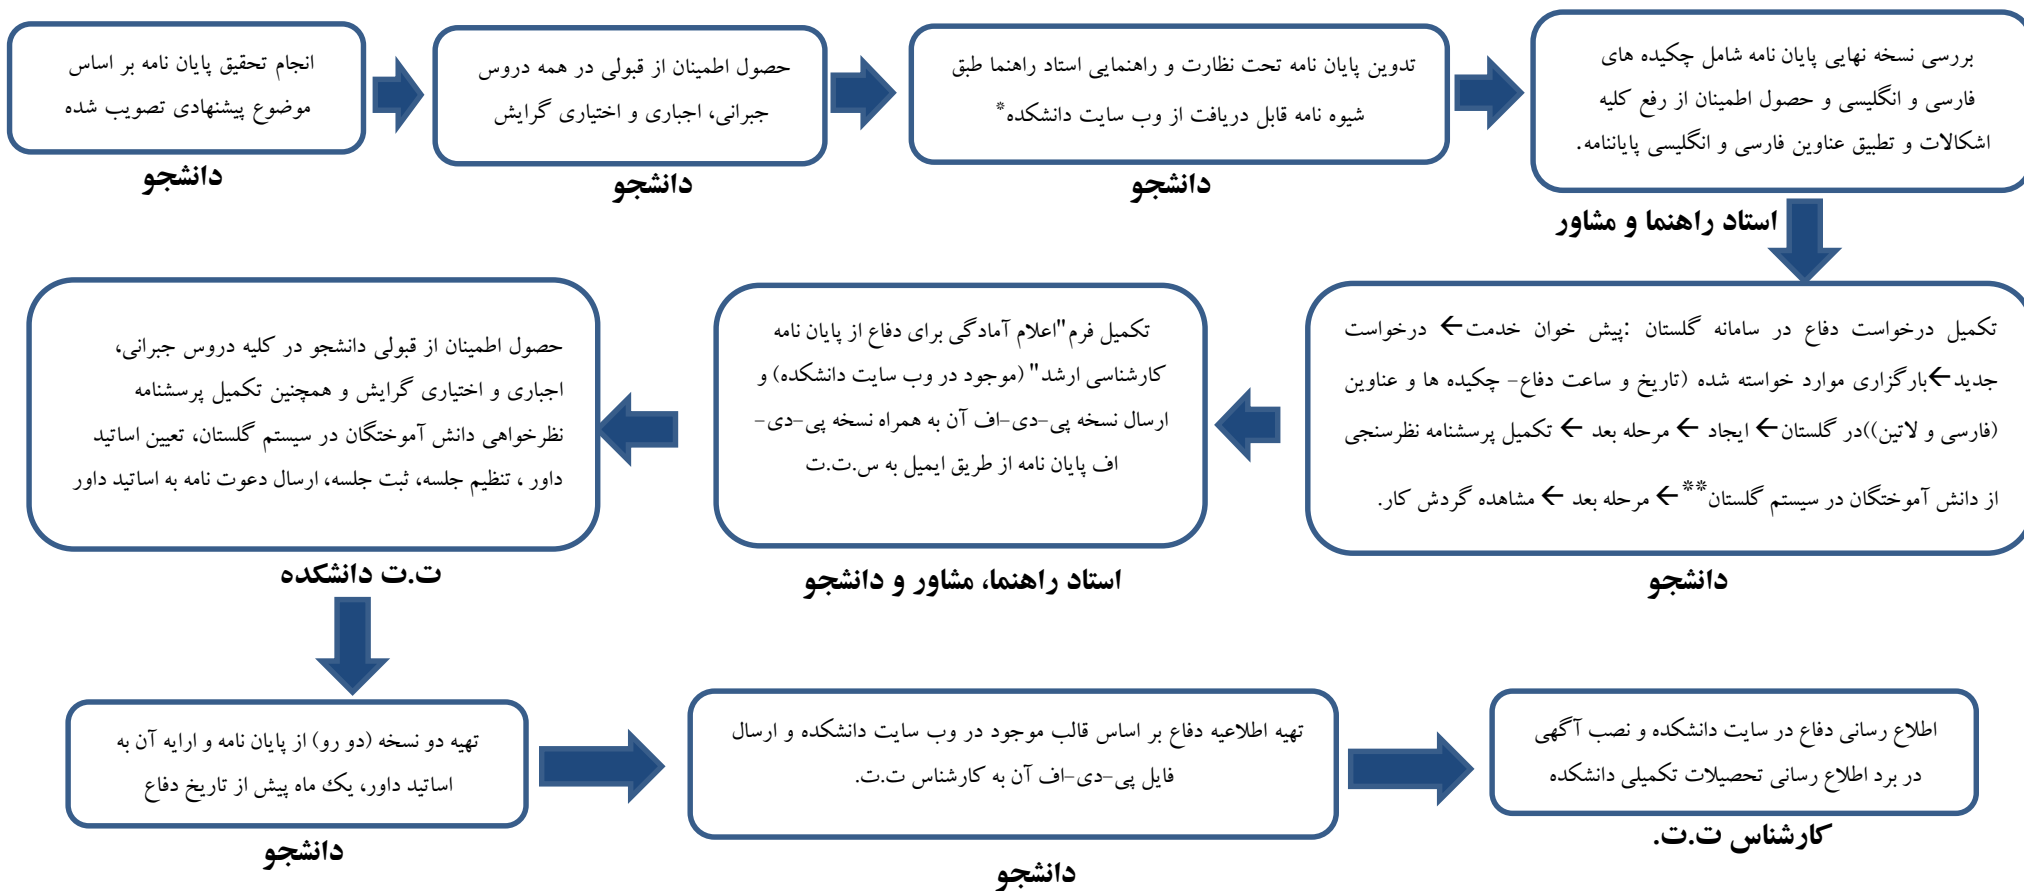 انجام تحقیق پایان نامه بر اساس
موضوع پیشنهادی تصویب شده
دانشجو
حصول اطمینان از قبولی در همه دروس
جبرانی، اجباری و اختیاری گرایش
دانشجو
تدوین پایان نامه تحت نظارت و راهنمایی استاد راهنما طبق
شیوه نامه قابل دریافت از وب سایت دانشکده*
دانشجو
بررسی نسخه نهایی پایان نامه شامل چکیده های
فارسی و انگلیسی و حصول اطمینان از رفع کلیه
اشکالات و تطبیق عناوین فارسی و انگلیسی پایاننامه.
استاد راهنما و مشاور
تکمیل درخواست دفاع در سامانه گلستان :پیش خوان خدمت← درخواست
جدید←بارگزاری موارد خواسته شده (تاریخ و ساعت دفاع- چکیده ها و عناوین
(فارسی و لاتین))در گلستان← ایجاد ← مرحله بعد ← تکمیل پرسشنامه نظرسنجی
از دانش آموختگان در سیستم گلستان** ← مرحله بعد ← مشاهده گردش کار.
دانشجو
تکمیل فرم"اعلام آمادگی برای دفاع از پایان نامه
کارشناسی ارشد" (موجود در وب سایت دانشکده) و
ارسال نسخه پی-دی-اف آن به همراه نسخه پی-دی-
اف پایان نامه از طریق ایمیل به س.ت.ت
استاد راهنما، مشاور و دانشجو
حصول اطمینان از قبولی دانشجو در کلیه دروس جبرانی،
اجباری و اختیاری گرایش و همچنین تکمیل پرسشنامه
نظرخواهی دانش آموختگان در سیستم گلستان، تعیین اساتید
داور ، تنظیم جلسه، ثبت جلسه، ارسال دعوت نامه به اساتید داور
ت.ت دانشکده
تهیه دو نسخه (دو رو) از پایان نامه و ارایه آن به
اساتید داور، یک ماه پیش از تاریخ دفاع
دانشجو
تهیه اطلاعیه دفاع بر اساس قالب موجود در وب سایت دانشکده و ارسال
فایل پی-دی-اف آن به کارشناس ت.ت.
دانشجو
اطلاع رسانی دفاع در سایت دانشکده و نصب آگهی
در برد اطلاع رسانی تحصیلات تکمیلی دانشکده
کارشناس ت.ت.